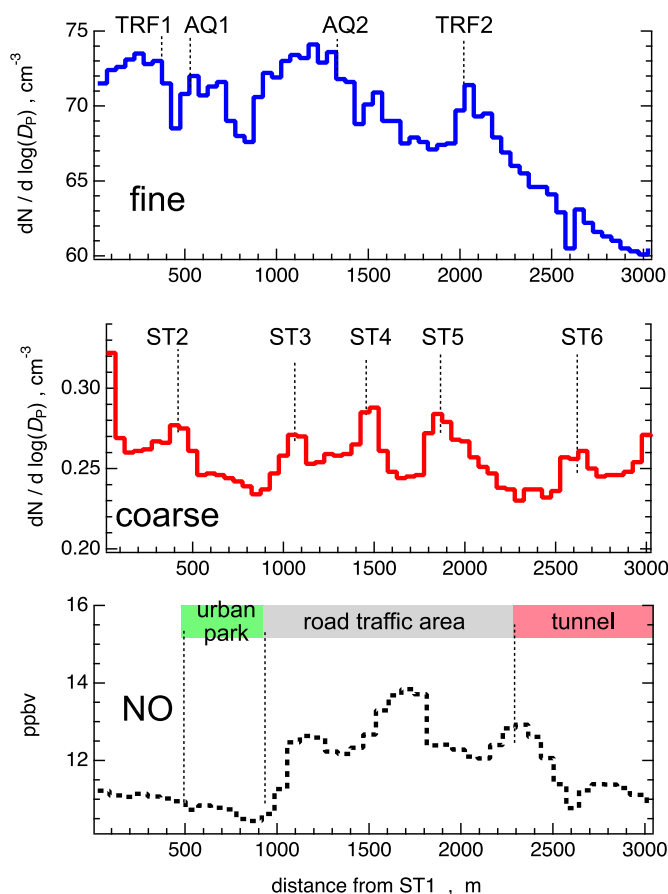 TRF1 AQ1 AQ2 TRF2
75
70
65
60
dN / d log(Dₚ) , cm⁻³
fine
500 1000 1500 2000 2500 3000
ST2 ST3 ST4 ST5 ST6
0.30
0.25
0.20
dN / d log(Dₚ) , cm⁻³
coarse
500 1000 1500 2000 2500 3000
16
14
12
ppbv
urban
park
road traffic area
tunnel
NO
500 1000 1500 2000 2500 3000
distance from ST1 , m